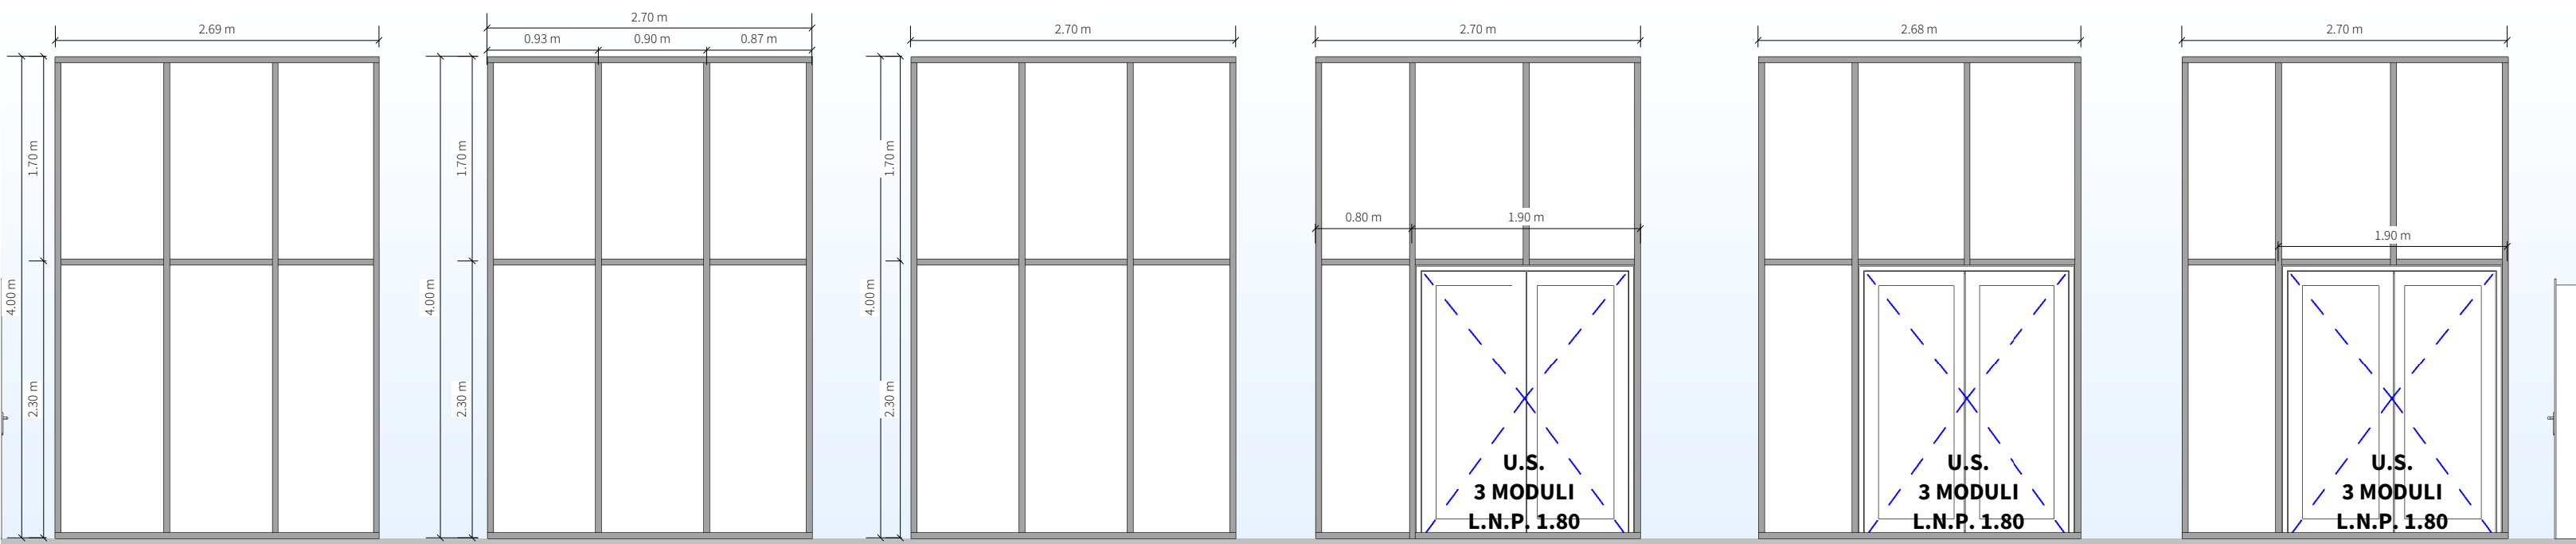 2.69 m
1.70 m
4.00 m
2.30 m
2.70 m
0.93 m
0.90 m
0.87 m
1.70 m
4.00 m
2.30 m
2.70 m
1.70 m
4.00 m
2.30 m
2.70 m
0.80 m
1.90 m
U.S.
3 MODULI
L.N.P. 1.80
2.68 m
U.S.
3 MODULI
L.N.P. 1.80
2.70 m
1.90 m
U.S.
3 MODULI
L.N.P. 1.80